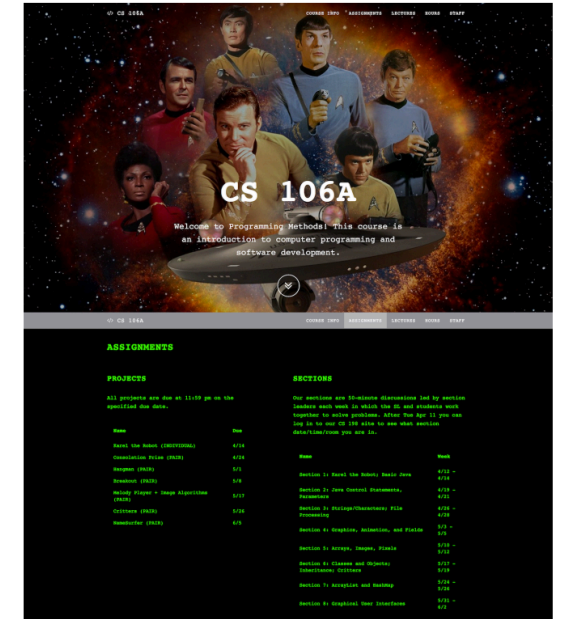 </> CS 106A
COURSE INFO ASSIGNMENTS LECTURES HOURS STAFF
CS 106A
Welcome to Programming Methods! This course is
an introduction to computer programming and
software development.
</> CS 106A
COURSE INFO ASSIGNMENTS LECTURES HOURS STAFF
ASSIGNMENTS
PROJECTS
All projects are due at 11:59 pm on the
specified due date.
Name Due
Karel the Robot (INDIVIDUAL) 4/14
Consolation Prize (PAIR) 4/24
Hangman (PAIR) 5/1
Breakout (PAIR) 5/8
Melody Player + Image Algorithms
(PAIR) 5/17
Critters (PAIR) 5/26
NameSurfer (PAIR) 6/5
SECTIONS
Our sections are 50-minute discussions led by section
leaders each week in which the SL and students work
together to solve problems. After Tue Apr 11 you can
log in to our CS 198 site to see what section
date/time/room you are in.
Name Week
Section 1: Karel the Robot; Basic Java 4/12 -
4/14
Section 2: Java Control Statements, 4/19 -
Parameters 4/21
Section 3: Strings/Characters; File 4/26 -
Processing 4/28
Section 4: Graphics, Animation, and Fields 5/3 -
5/5
Section 5: Arrays, Images, Pixels 5/10 -
5/12
Section 6: Classes and Objects; 5/17 -
Inheritance; Critters 5/19
Section 7: ArrayList and HashMap 5/24 -
5/26
Section 8: Graphical User Interfaces 5/31 -
6/2